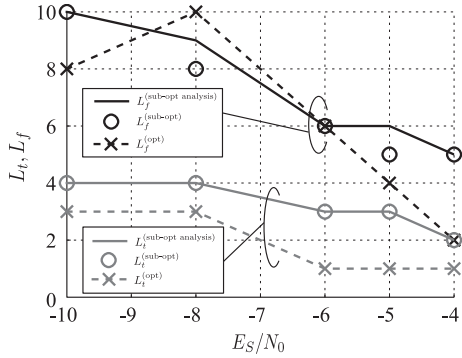 10
8
6
4
2
0
L_t, L_f
L_f^(sub-opt analysis)
L_f^(sub-opt)
L_f^(opt)
L_t^(sub-opt analysis)
L_t^(sub-opt)
L_t^(opt)
-10 -9 -8 -7 -6 -5 -4
E_S/N_0